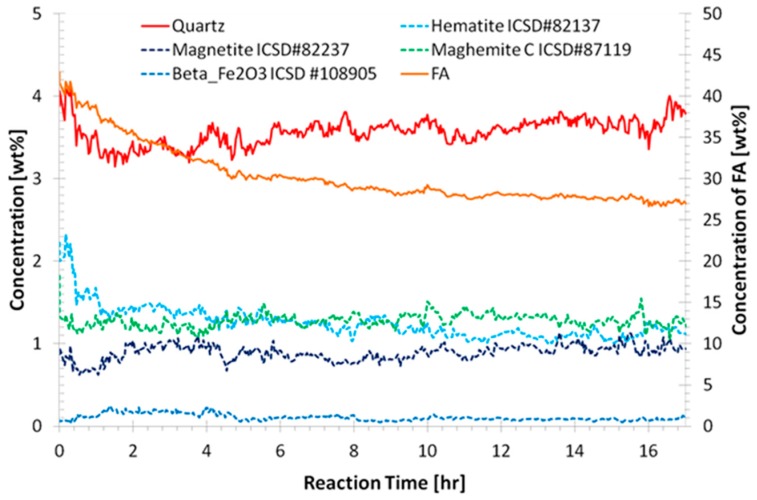 Quartz
Hematite ICSD#82137
Magnetite ICSD#82237
Maghemite C ICSD#87119
Beta_Fe2O3 ICSD #108905
FA
Concentration [wt%]
5
4
3
2
1
0
50
45
40
35
30
25
20
15
10
5
0
Concentration of FA [wt%]
0 2 4 6 8 10 12 14 16
Reaction Time [hr]